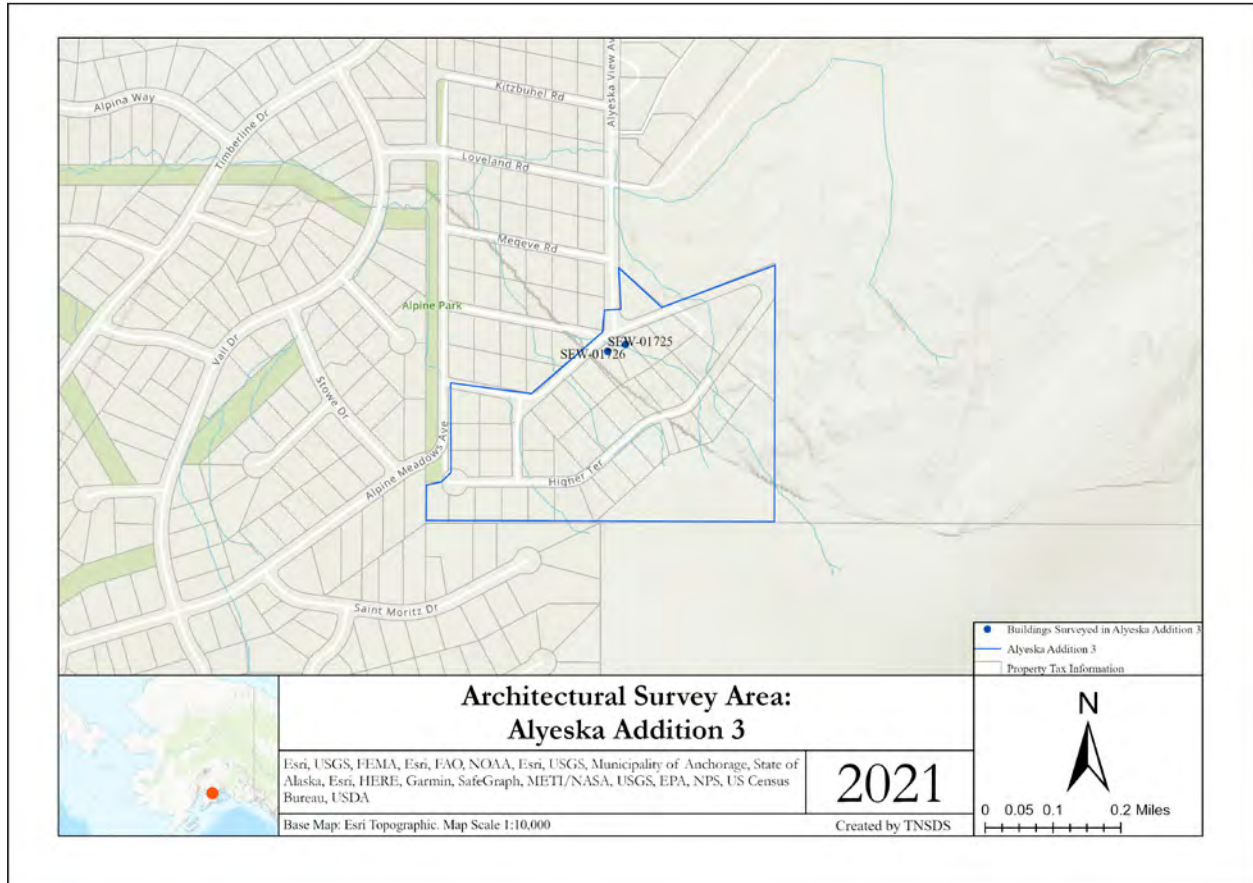 Kitzbuhel Rd
Alyeska View Av
Alpina Way
Timberline Dr
Loveland Rd
Megeve Rd
Alpine Park
SEW-01725
SEW-01726
Vail Dr
Stowe Dr
Alpine Meadows Ave
Higher Ter
Saint Moritz Dr
Buildings Surveyed in Alyeska Addition 3
Alyeska Addition 3
Property Tax Information
Architectural Survey Area:
Alyeska Addition 3
Esri, USGS, FEMA, Esri, FAO, NOAA, Esri, USGS, Municipality of Anchorage, State of
Alaska, Esri, HERE, Garmin, SafeGraph, METI/NASA, USGS, EPA, NPS, US Census
Bureau, USDA
2021
Base Map: Esri Topographic. Map Scale 1:10,000
Created by TNSDS
N
0 0.05 0.1 0.2 Miles